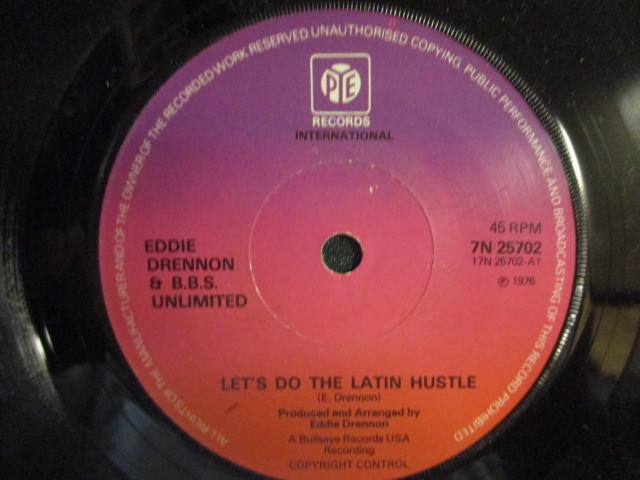 ALL RIGHTS OF THE MANUFACTURER AND OF THE OWNER OF THE RECORDED WORK RESERVED UNAUTHORISED COPYING, PUBLIC PERFORMANCE AND BROADCASTING OF THIS RECORD PROHIBITED
PYE
RECORDS
INTERNATIONAL
EDDIE
DRENNON
& B.B.S.
UNLIMITED
45 RPM
7N 25702
17N 25702-A1
℗ 1976
LET'S DO THE LATIN HUSTLE
(E. Drennon)
Produced and Arranged by
Eddie Drennon
A Bullseye Records USA
Recording
COPYRIGHT CONTROL